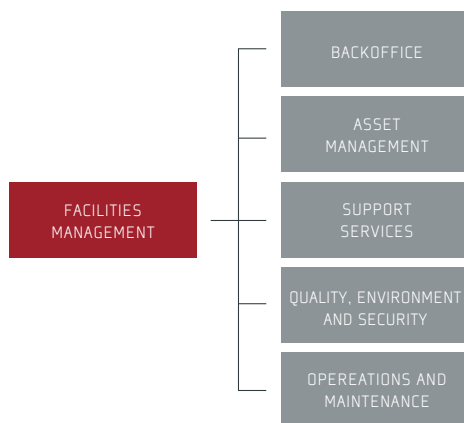 BACKOFFICE
ASSET
MANAGEMENT
FACILITIES
MANAGEMENT
SUPPORT
SERVICES
QUALITY, ENVIRONMENT
AND SECURITY
OPEREATIONS AND
MAINTENANCE